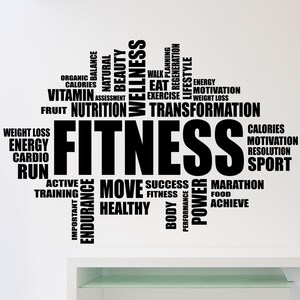 BALANCE
NATURAL
BEAUTY
WELLNESS
WALK
PLANNING
REGENERATION
LIFESTYLE
ORGANIC
CALORIES
VITAMIN
ASSESSMENT
EAT
EXERCISE
ENERGY
MOTIVATION
WEIGHT LOSS
FRUIT
NUTRITION
TRANSFORMATION
WEIGHT LOSS
ENERGY
CARDIO
RUN
FITNESS
CALORIES
MOTIVATION
RESOLUTION
SPORT
ACTIVE
TRAINING
IMPORTANT
ENDURANCE
MOVE
HEALTHY
SUCCESS
FITNESS
BODY
PERFORMANCE
POWER
MARATHON
FOOD
ACHIEVE